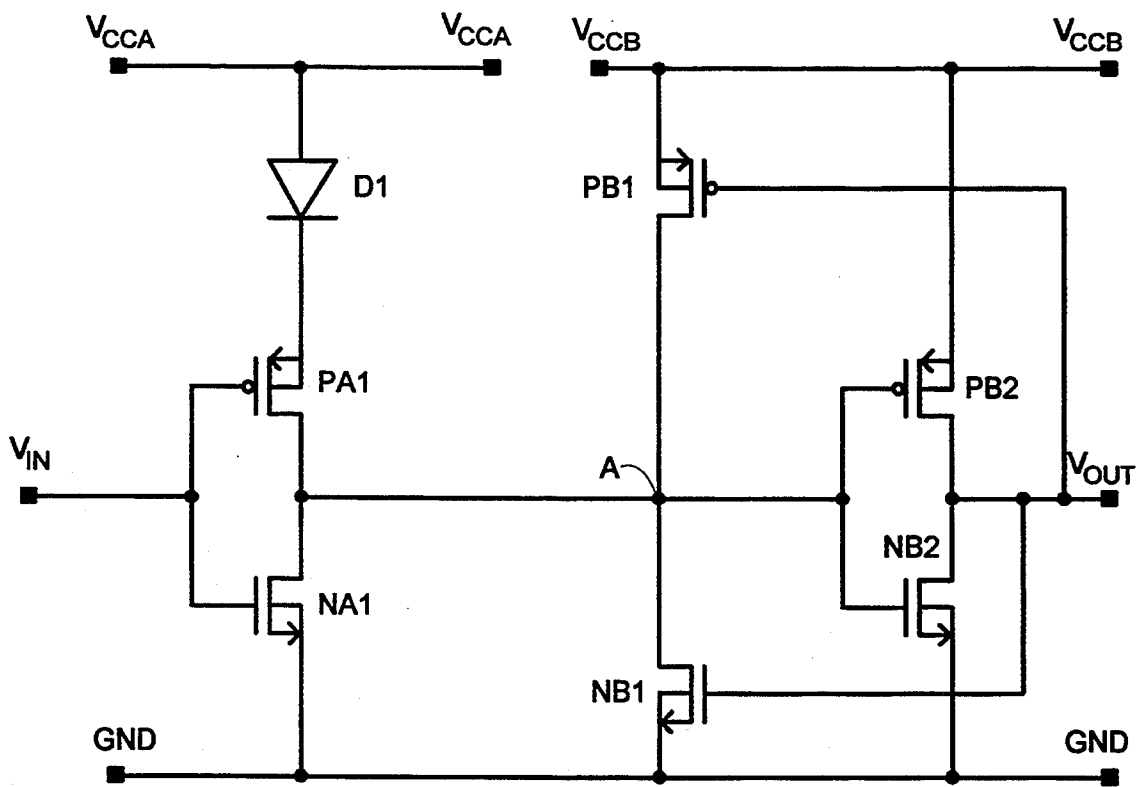 VCCA
VCCA
VCCB
VCCB
D1
PB1
PA1
PB2
VIN
A
VOUT
NB2
NA1
NB1
GND
GND